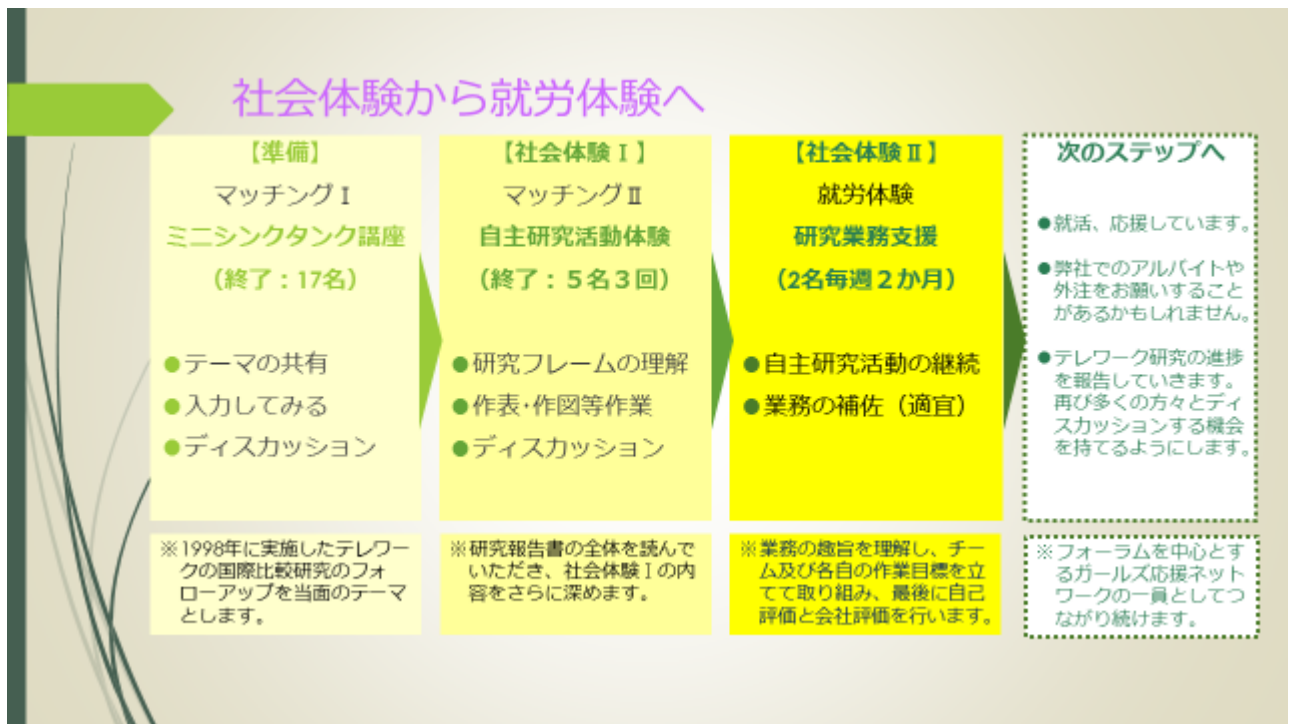 社会体験から就労体験へ
【準備】
マッチングⅠ
ミニシンクタンク講座
（終了：17名）
●テーマの共有
●入力してみる
●ディスカッション
※1998年に実施したテレワー
クの国際比較研究のフォ
ローアップを当面のテーマ
とします。
【社会体験Ⅰ】
マッチングⅡ
自主研究活動体験
（終了：５名３回）
●研究フレームの理解
●作表・作図等作業
●ディスカッション
※研究報告書の全体を読んで
いただき、社会体験Ⅰの内
容をさらに深めます。
【社会体験Ⅱ】
就労体験
研究業務支援
（2名毎週２か月）
●自主研究活動の継続
●業務の補佐（適宜）
※業務の趣旨を理解し、チー
ム及び各自の作業目標を立
てて取り組み、最後に自己
評価と会社評価を行います。
次のステップへ
●就活、応援しています。
●弊社でのアルバイトや
外注をお願いすること
があるかもしれません。
●テレワーク研究の進捗
を報告していきます。
再び多くの方々とディ
スカッションする機会
を持てるようにします。
※フォーラムを中心とす
るガールズ応援ネット
ワークの一員としてつ
ながり続けます。